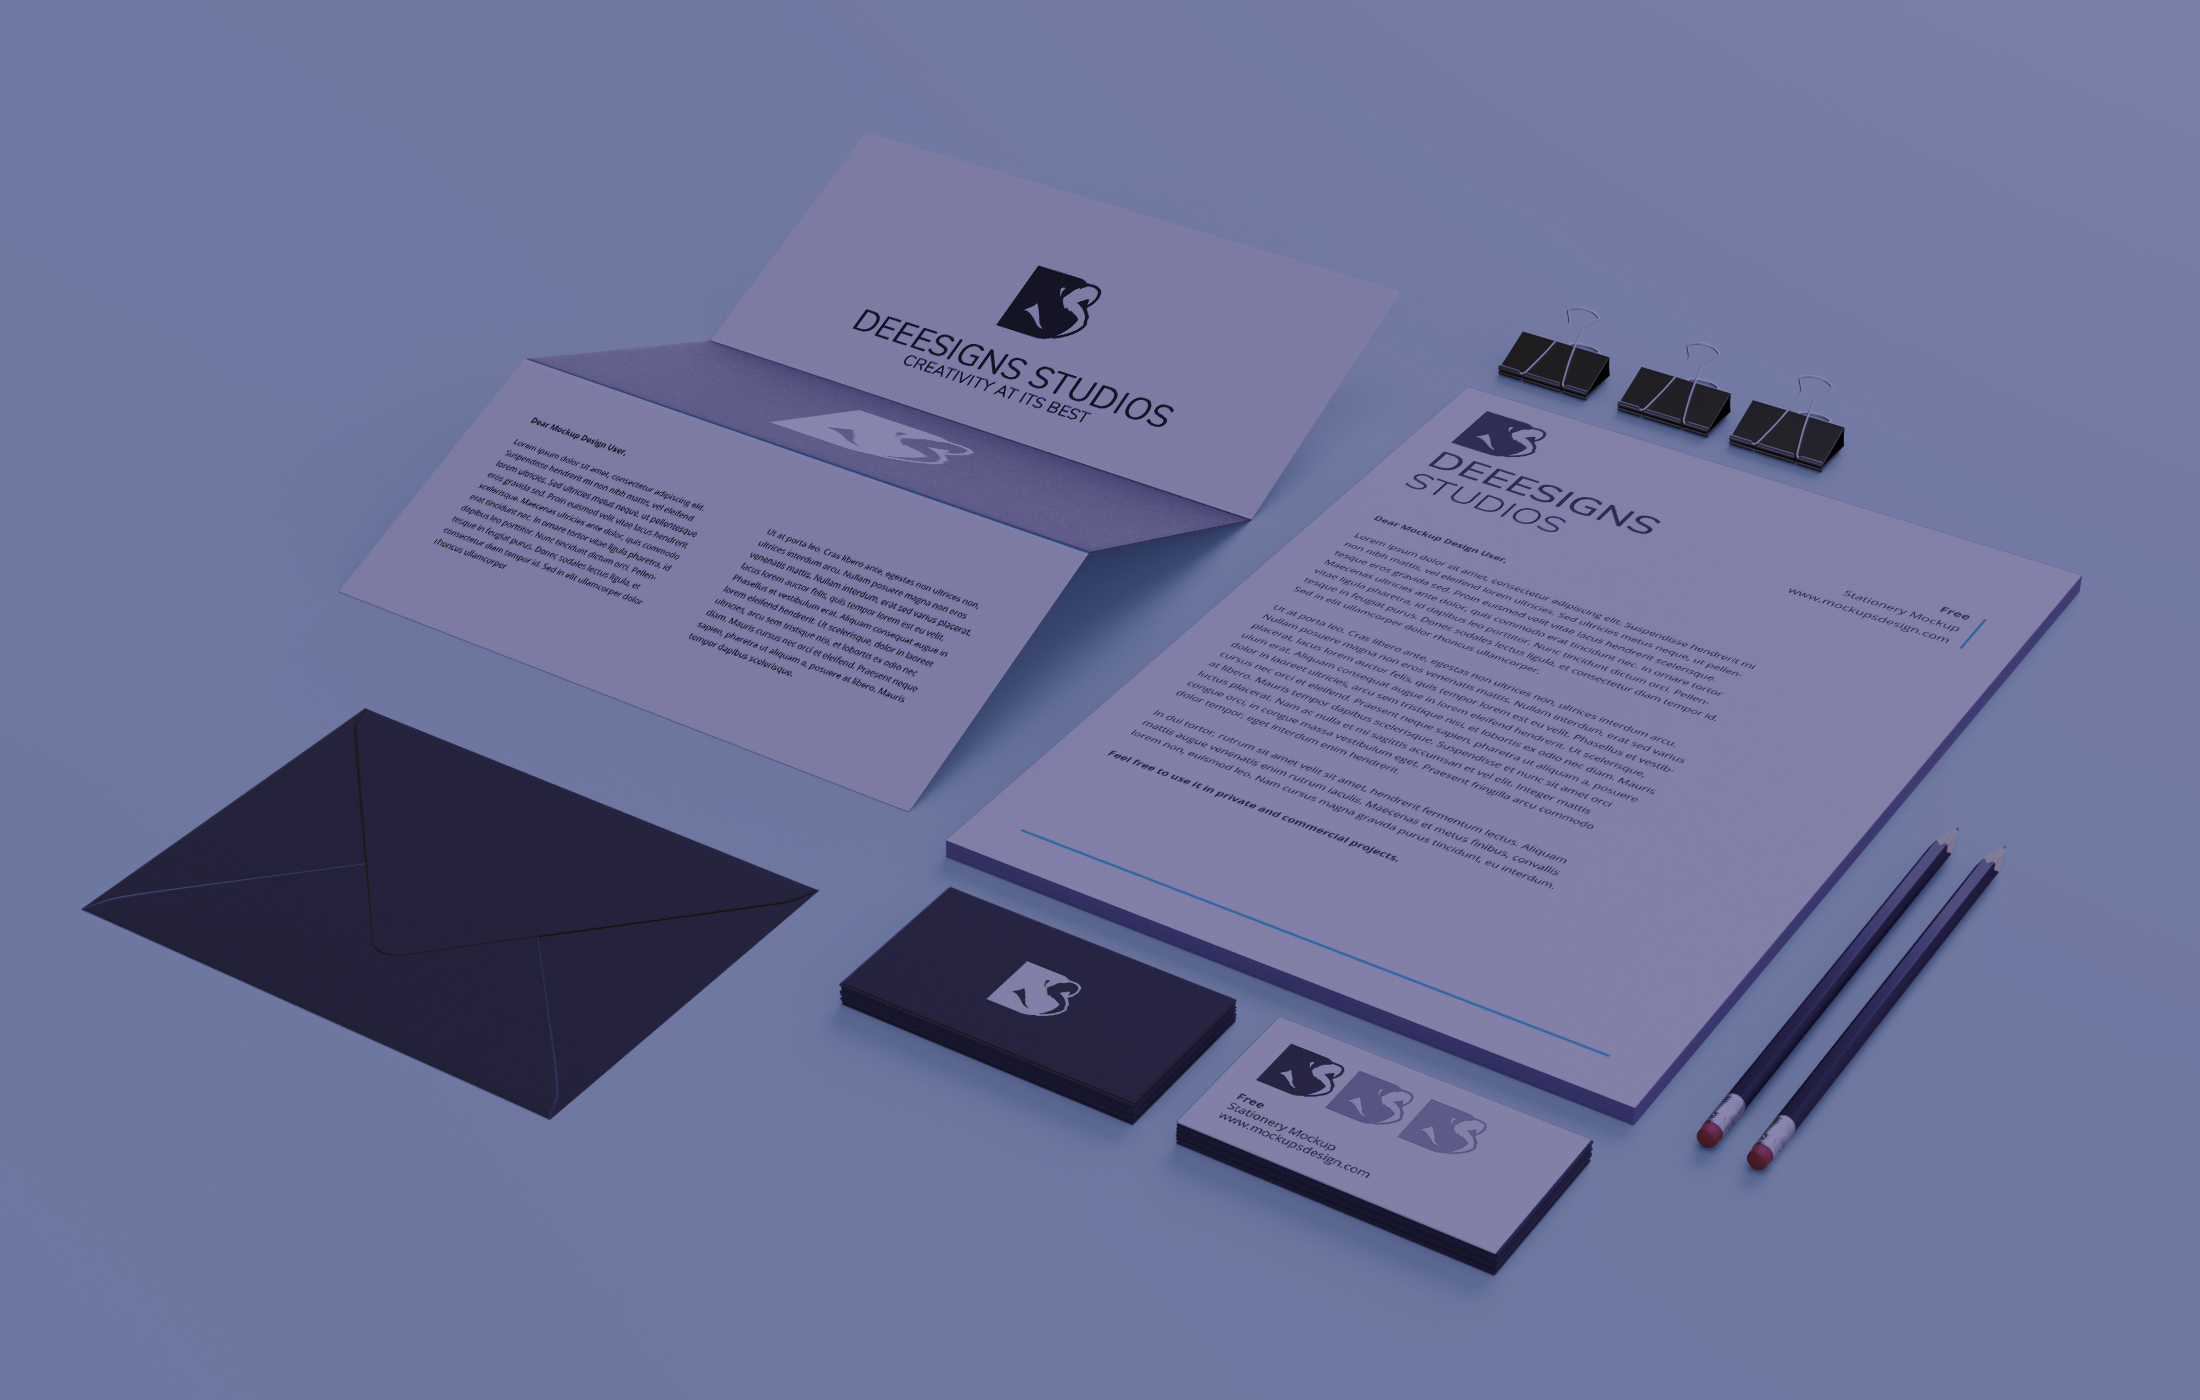 DEEESIGNS STUDIOS
CREATIVITY AT ITS BEST
Dear Mockup Design User,
Lorem ipsum dolor sit amet, consectetur adipiscing elit.
Suspendisse hendrerit mi non nibh mattis, vel eleifend
lorem ultricies. Sed ultricies metus neque, ut pellentesque
eros gravida sed. Proin euismod velit vitae lacus hendrerit
scelerisque. Maecenas ultricies ante dolor, quis commodo
erat tincidunt nec. In ornare tortor vitae ligula pharetra, id
dapibus leo porttitor. Nunc tincidunt dictum orci. Pellen-
tesque in feugiat purus. Donec sodales lectus ligula, et
consectetur diam tempor id. Sed in elit ullamcorper dolor
rhoncus ullamcorper
Ut at porta leo. Cras libero ante, egestas non ultrices non,
ultrices interdum arcu. Nullam posuere magna non eros
venenatis mattis. Nullam interdum, erat sed varius placerat,
lacus lorem auctor felis, quis tempor lorem est eu velit.
Phasellus et vestibulum erat. Aliquam consequat augue in
lorem eleifend hendrerit. Ut scelerisque, dolor in laoreet
ultricies, arcu sem tristique nisi, et lobortis ex odio nec
diam. Mauris cursus nec orci et eleifend. Praesent neque
sapien, pharetra ut aliquam a, posuere at libero. Mauris
tempor dapibus scelerisque.
DEEESIGNS
STUDIOS
Free
Stationery Mockup
www.mockupsdesign.com
Dear Mockup Design User,
Lorem ipsum dolor sit amet, consectetur adipiscing elit. Suspendisse hendrerit mi
non nibh mattis, vel eleifend lorem ultricies. Sed ultricies metus neque, ut pellen-
tesque eros gravida sed. Proin euismod velit vitae lacus hendrerit scelerisque.
Maecenas ultricies ante dolor, quis commodo erat tincidunt nec. In ornare tortor
vitae ligula pharetra, id dapibus leo porttitor. Nunc tincidunt dictum orci. Pellen-
tesque in feugiat purus. Donec sodales lectus ligula, et consectetur diam tempor id.
Sed in elit ullamcorper dolor rhoncus ullamcorper.
Ut at porta leo. Cras libero ante, egestas non ultrices non, ultrices interdum arcu.
Nullam posuere magna non eros venenatis mattis. Nullam interdum, erat sed varius
placerat, lacus lorem auctor felis, quis tempor lorem est eu velit. Phasellus et vestib-
ulum erat. Aliquam consequat augue in lorem eleifend hendrerit. Ut scelerisque,
dolor in laoreet ultricies, arcu sem tristique nisi, et lobortis ex odio nec diam. Mauris
cursus nec orci et eleifend. Praesent neque sapien, pharetra ut aliquam a, posuere
at libero. Mauris tempor dapibus scelerisque. Suspendisse et nunc sit amet orci
luctus placerat. Nam ac nulla et mi sagittis accumsan et vel elit. Integer mattis
congue orci, in congue massa vestibulum eget. Praesent fringilla arcu commodo
dolor tempor, eget interdum enim hendrerit.
In dui tortor, rutrum sit amet velit sit amet, hendrerit fermentum lectus. Aliquam
mattis augue venenatis enim rutrum iaculis. Maecenas et metus finibus, convallis
lorem non, euismod leo. Nam cursus magna gravida purus tincidunt, eu interdum.
Feel free to use it in private and commercial projects.
Free
Stationery Mockup
www.mockupsdesign.com